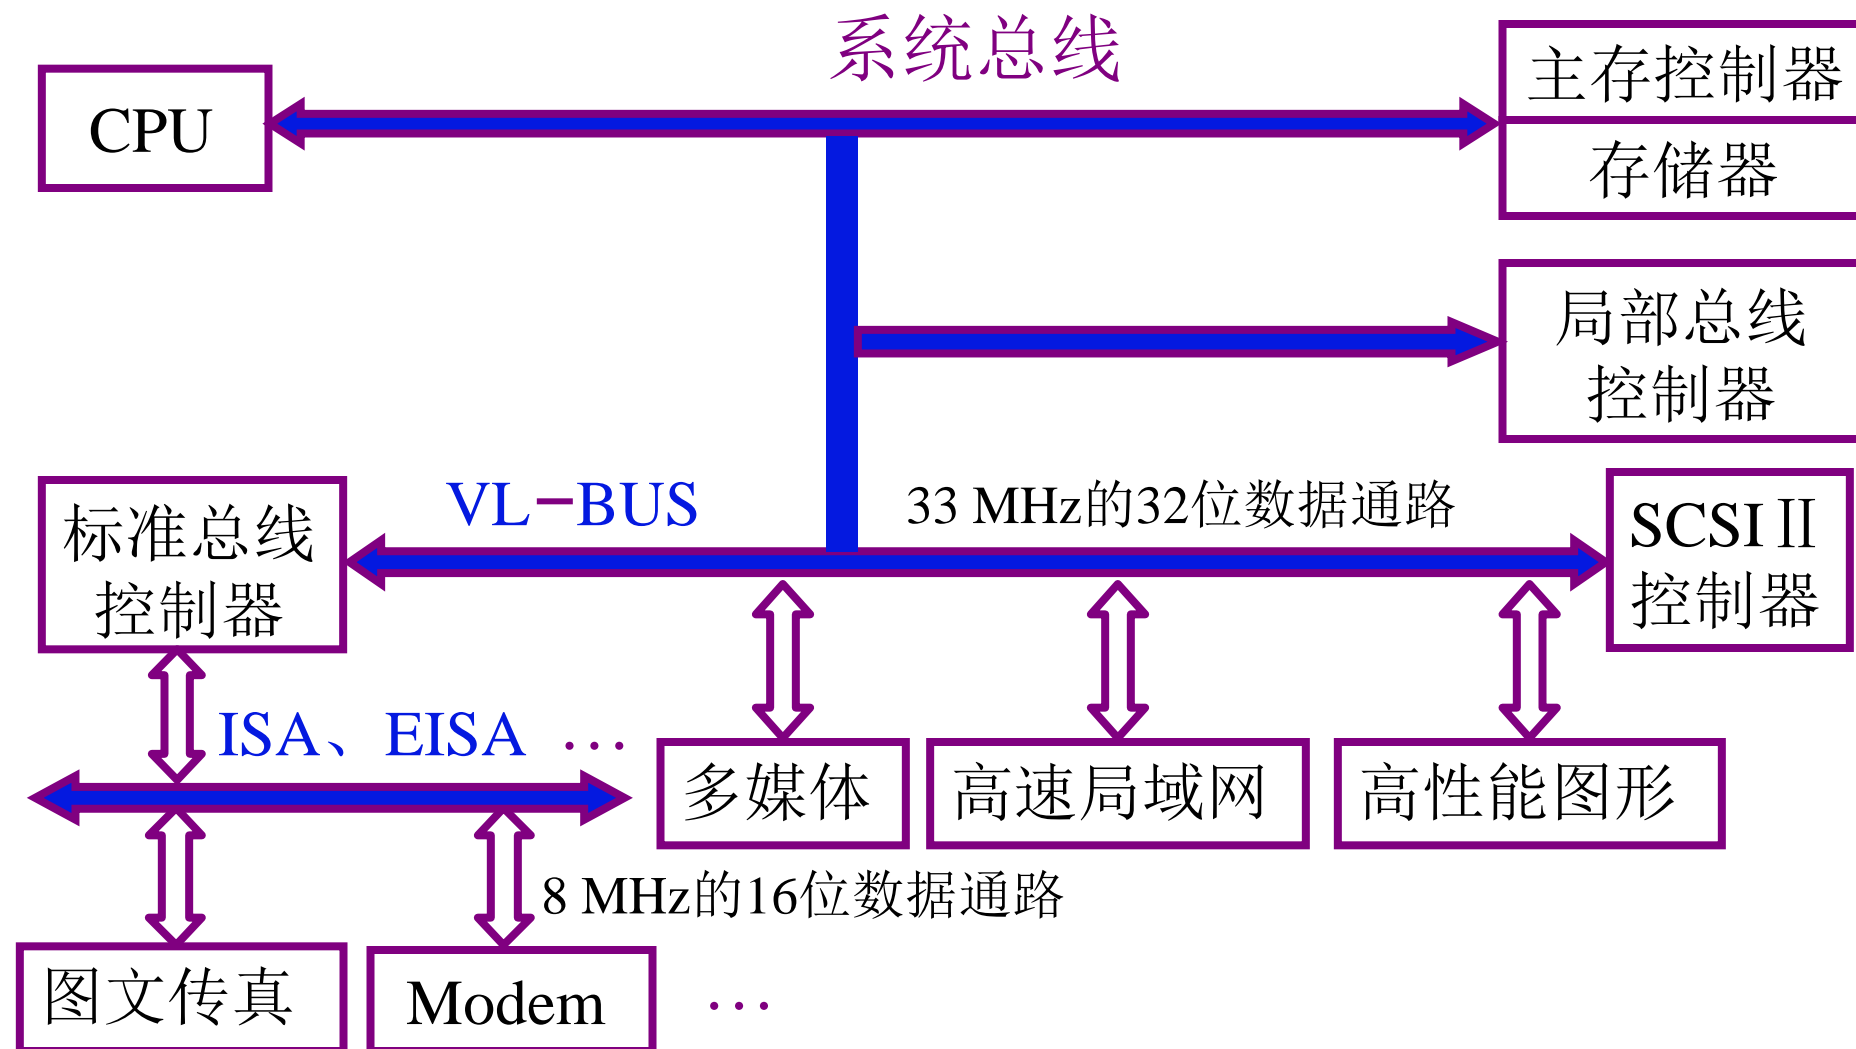 系统总线
CPU
主存控制器
存储器
局部总线
控制器
VL-BUS
33 MHz的32位数据通路
标准总线
控制器
SCSIⅡ
控制器
ISA、EISA …
多媒体
高速局域网
高性能图形
8 MHz的16位数据通路
图文传真
Modem
…